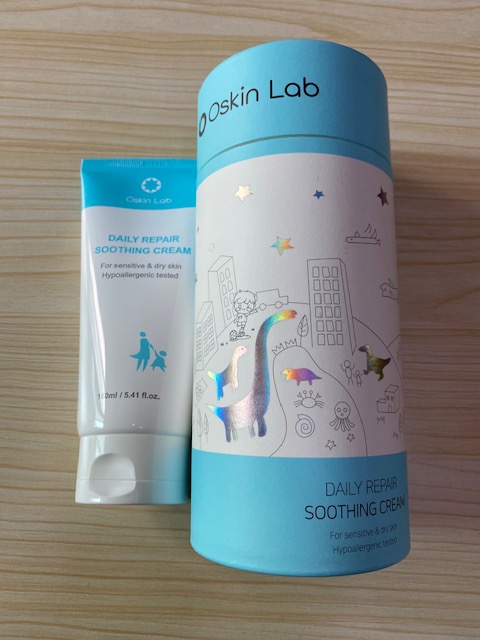 Oskin Lab
DAILY REPAIR
SOOTHING CREAM
For sensitive & dry skin
Hypoallergenic tested
/ 5.41 fl.oz.
Oskin Lab
DAILY REPAIR
SOOTHING CREAM
For sensitive & dry skin
Hypoallergenic tested